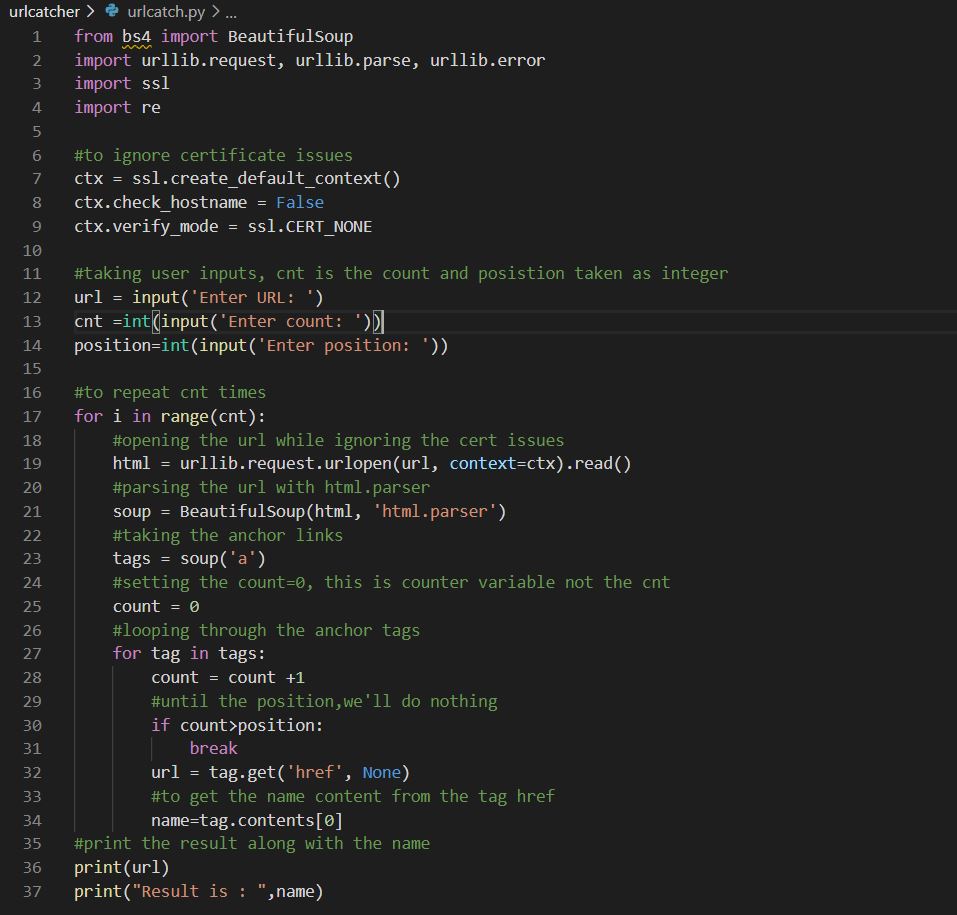 urlcatcher > urlcatch.py > ...
1 from bs4 import BeautifulSoup
2 import urllib.request, urllib.parse, urllib.error
3 import ssl
4 import re
5
6 #to ignore certificate issues
7 ctx = ssl.create_default_context()
8 ctx.check_hostname = False
9 ctx.verify_mode = ssl.CERT_NONE
10
11 #taking user inputs, cnt is the count and posistion taken as integer
12 url = input('Enter URL: ')
13 cnt =int(input('Enter count: '))
14 position=int(input('Enter position: '))
15
16 #to repeat cnt times
17 for i in range(cnt):
18     #opening the url while ignoring the cert issues
19     html = urllib.request.urlopen(url, context=ctx).read()
20     #parsing the url with html.parser
21     soup = BeautifulSoup(html, 'html.parser')
22     #taking the anchor links
23     tags = soup('a')
24     #setting the count=0, this is counter variable not the cnt
25     count = 0
26     #looping through the anchor tags
27     for tag in tags:
28         count = count +1
29         #until the position,we'll do nothing
30         if count>position:
31             break
32         url = tag.get('href', None)
33         #to get the name content from the tag href
34         name=tag.contents[0]
35 #print the result along with the name
36 print(url)
37 print("Result is : ",name)